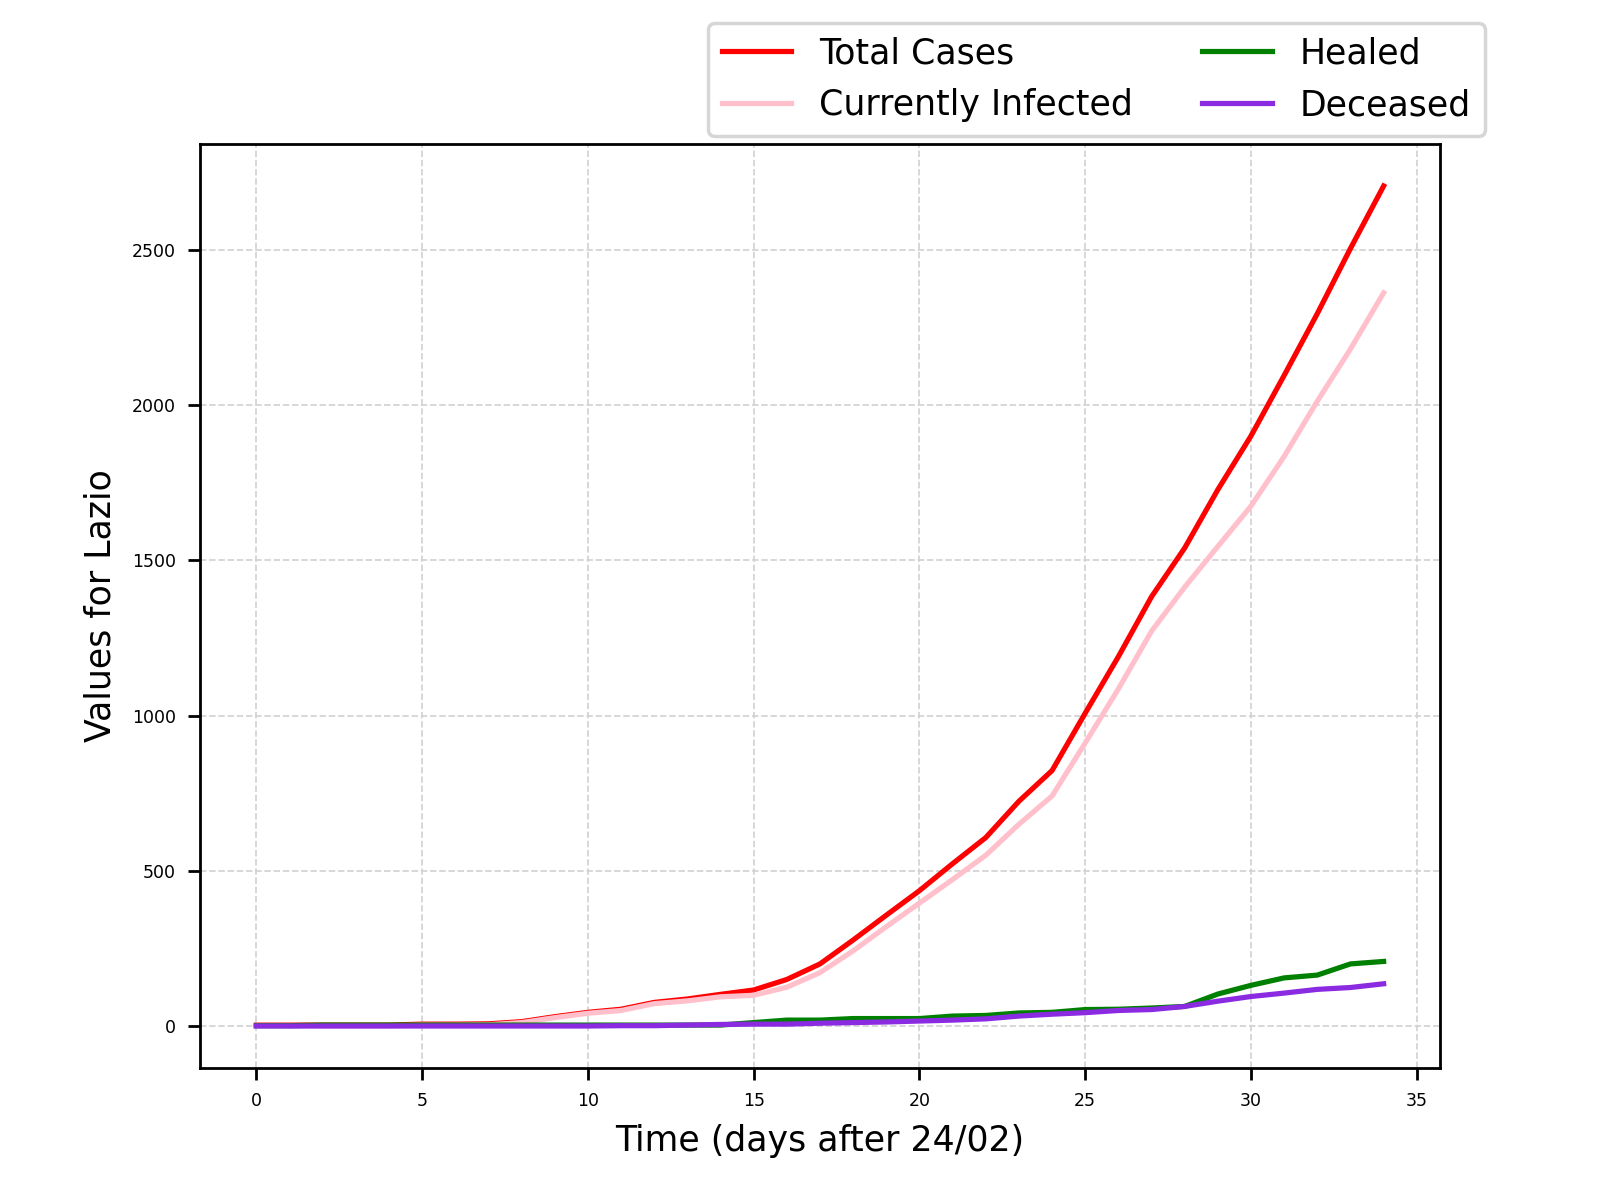 Total Cases
Currently Infected
Healed
Deceased
Values for Lazio
2500
2000
1500
1000
500
0
0 5 10 15 20 25 30 35
Time (days after 24/02)